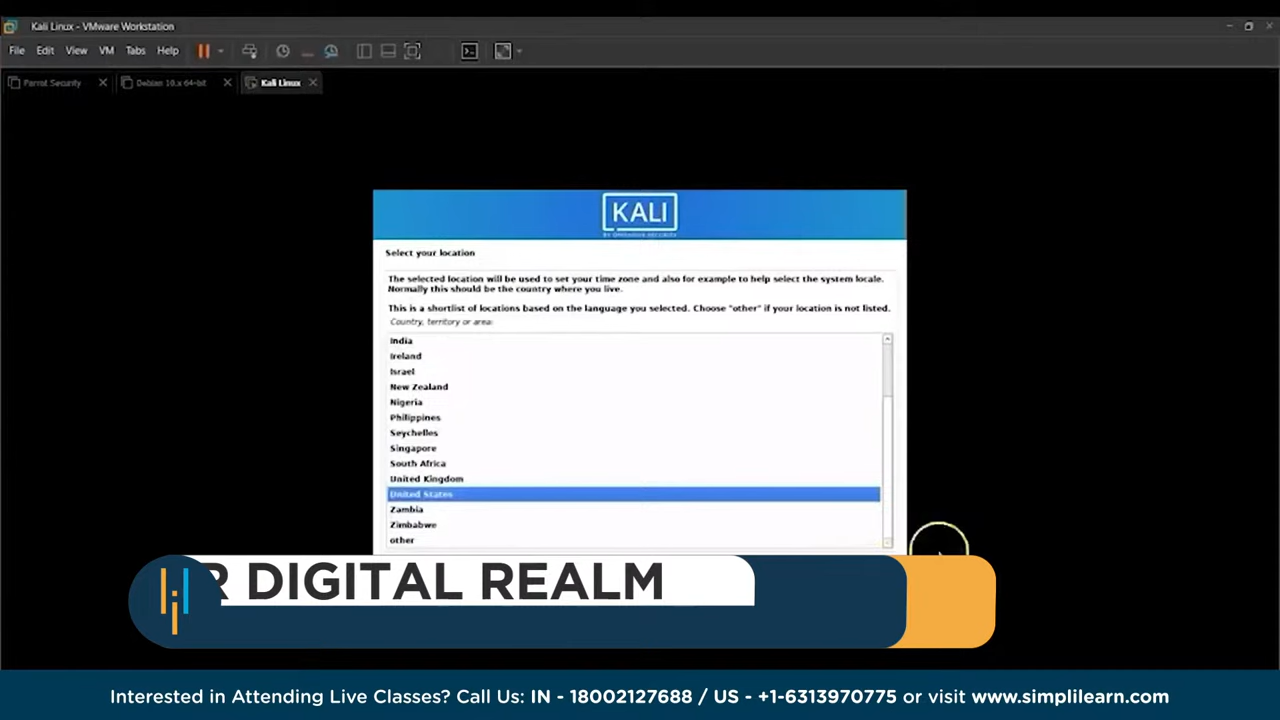 Kali Linux - VMware Workstation
File Edit View VM Tabs Help
Parrot Security Debian 10.x 64-bit Kali Linux
KALI
BY OFFENSIVE SECURITY
Select your location
The selected location will be used to set your time zone and also for example to help select the system locale.
Normally this should be the country where you live.
This is a shortlist of locations based on the language you selected. Choose "other" if your location is not listed.
Country, territory or area:
India
Ireland
Israel
New Zealand
Nigeria
Philippines
Seychelles
Singapore
South Africa
United Kingdom
United States
Zambia
Zimbabwe
other
R DIGITAL REALM
Interested in Attending Live Classes? Call Us: IN - 18002127688 / US - +1-6313970775 or visit www.simplilearn.com